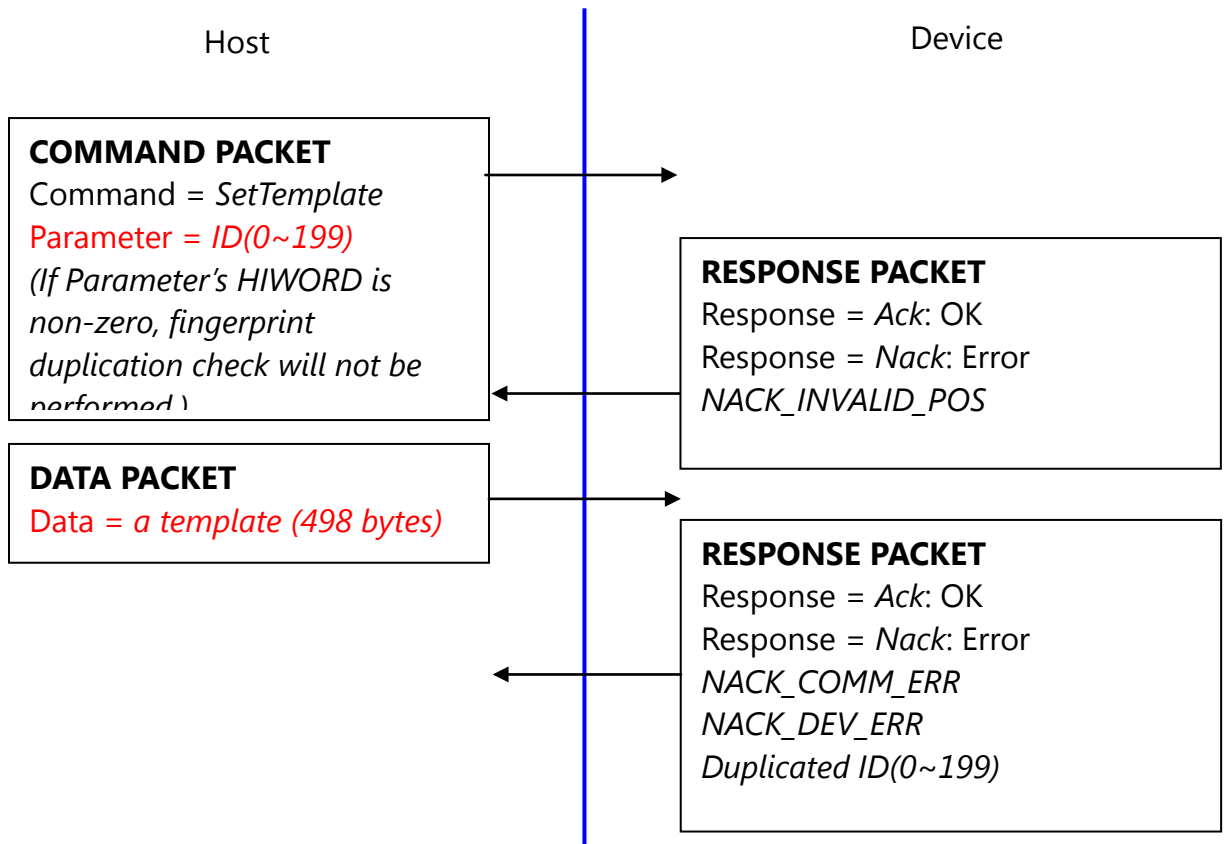 Host
Device
COMMAND PACKET
Command = SetTemplate
Parameter = ID(0~199)
(If Parameter's HIWORD is
non-zero, fingerprint
duplication check will not be
performed.)
RESPONSE PACKET
Response = Ack: OK
Response = Nack: Error
NACK_INVALID_POS
DATA PACKET
Data = a template (498 bytes)
RESPONSE PACKET
Response = Ack: OK
Response = Nack: Error
NACK_COMM_ERR
NACK_DEV_ERR
Duplicated ID(0~199)